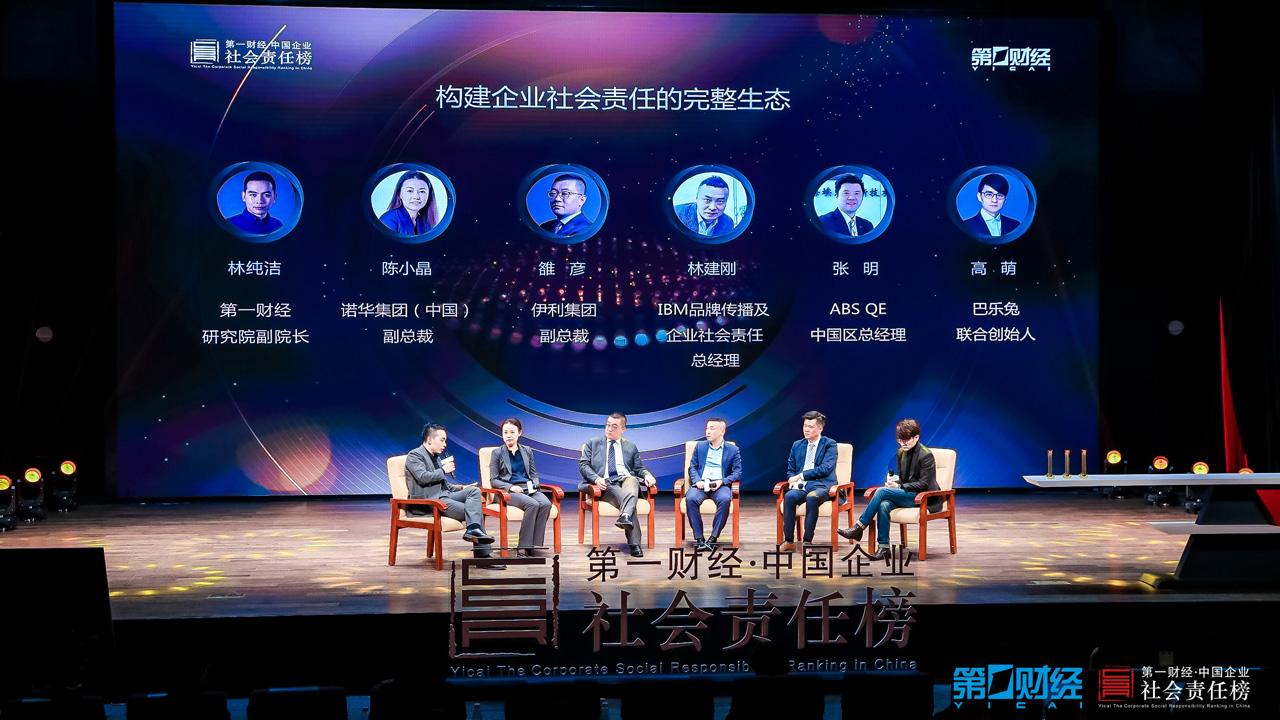 第一财经·中国企业
社会责任榜
Yicai The Corporate Social Responsibility Ranking in China
第一财经
YICAI
构建企业社会责任的完整生态
林纯洁
第一财经
研究院副院长
陈小晶
诺华集团（中国）
副总裁
雒 彦
伊利集团
副总裁
林建刚
IBM品牌传播及
企业社会责任
总经理
张 明
ABS QE
中国区总经理
高 萌
巴乐兔
联合创始人
第一财经·中国企业
社会责任榜
Yicai The Corporate Social Responsib Ranking in China
第一财经
YICAI
第一财经·中国企业
社会责任榜
Yicai The Corporate Social Responsibility Ranking in China